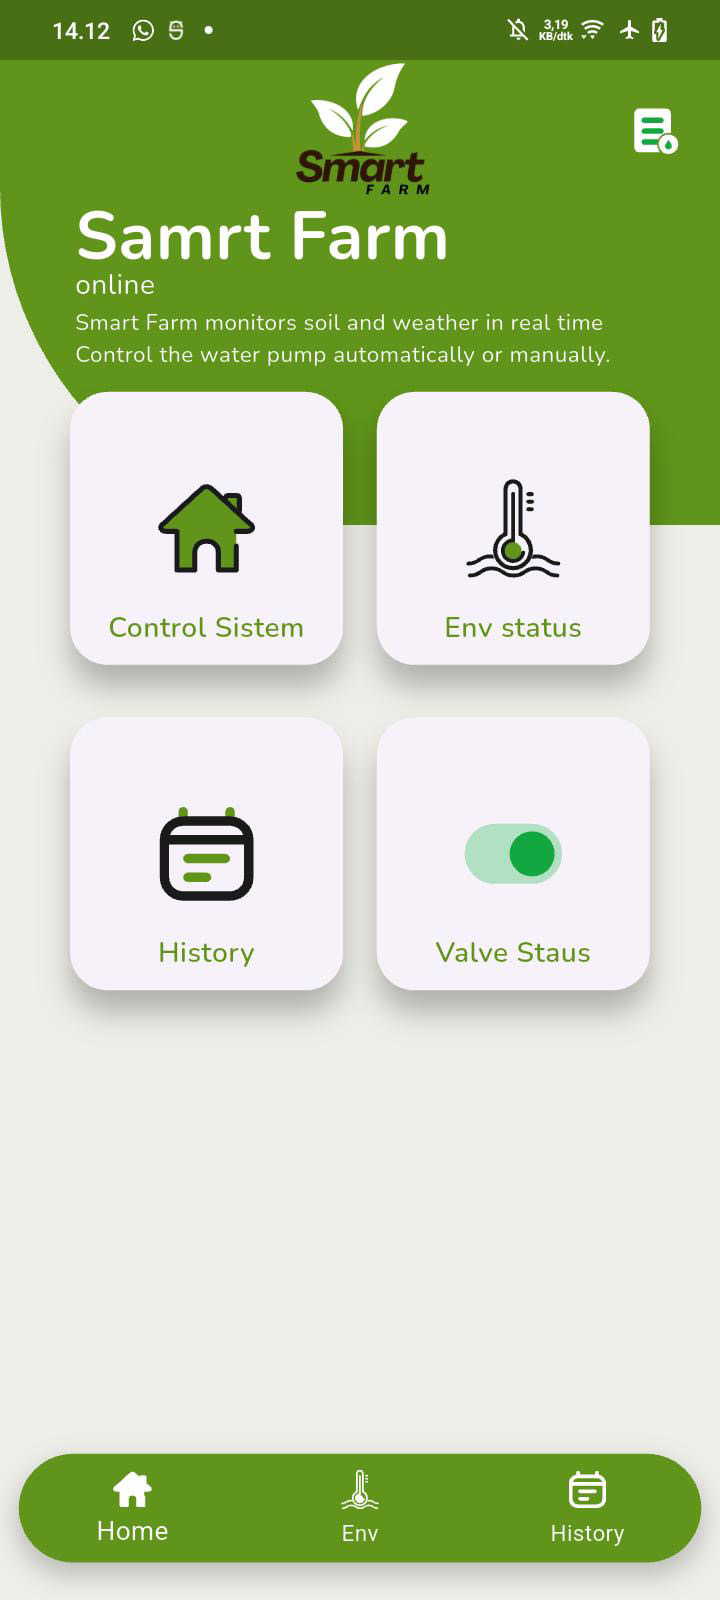 14.12
3,19
KB/dtk
Smart
FARM
Samrt Farm
online
Smart Farm monitors soil and weather in real time
Control the water pump automatically or manually.
Control Sistem
Env status
History
Valve Staus
Home
Env
History